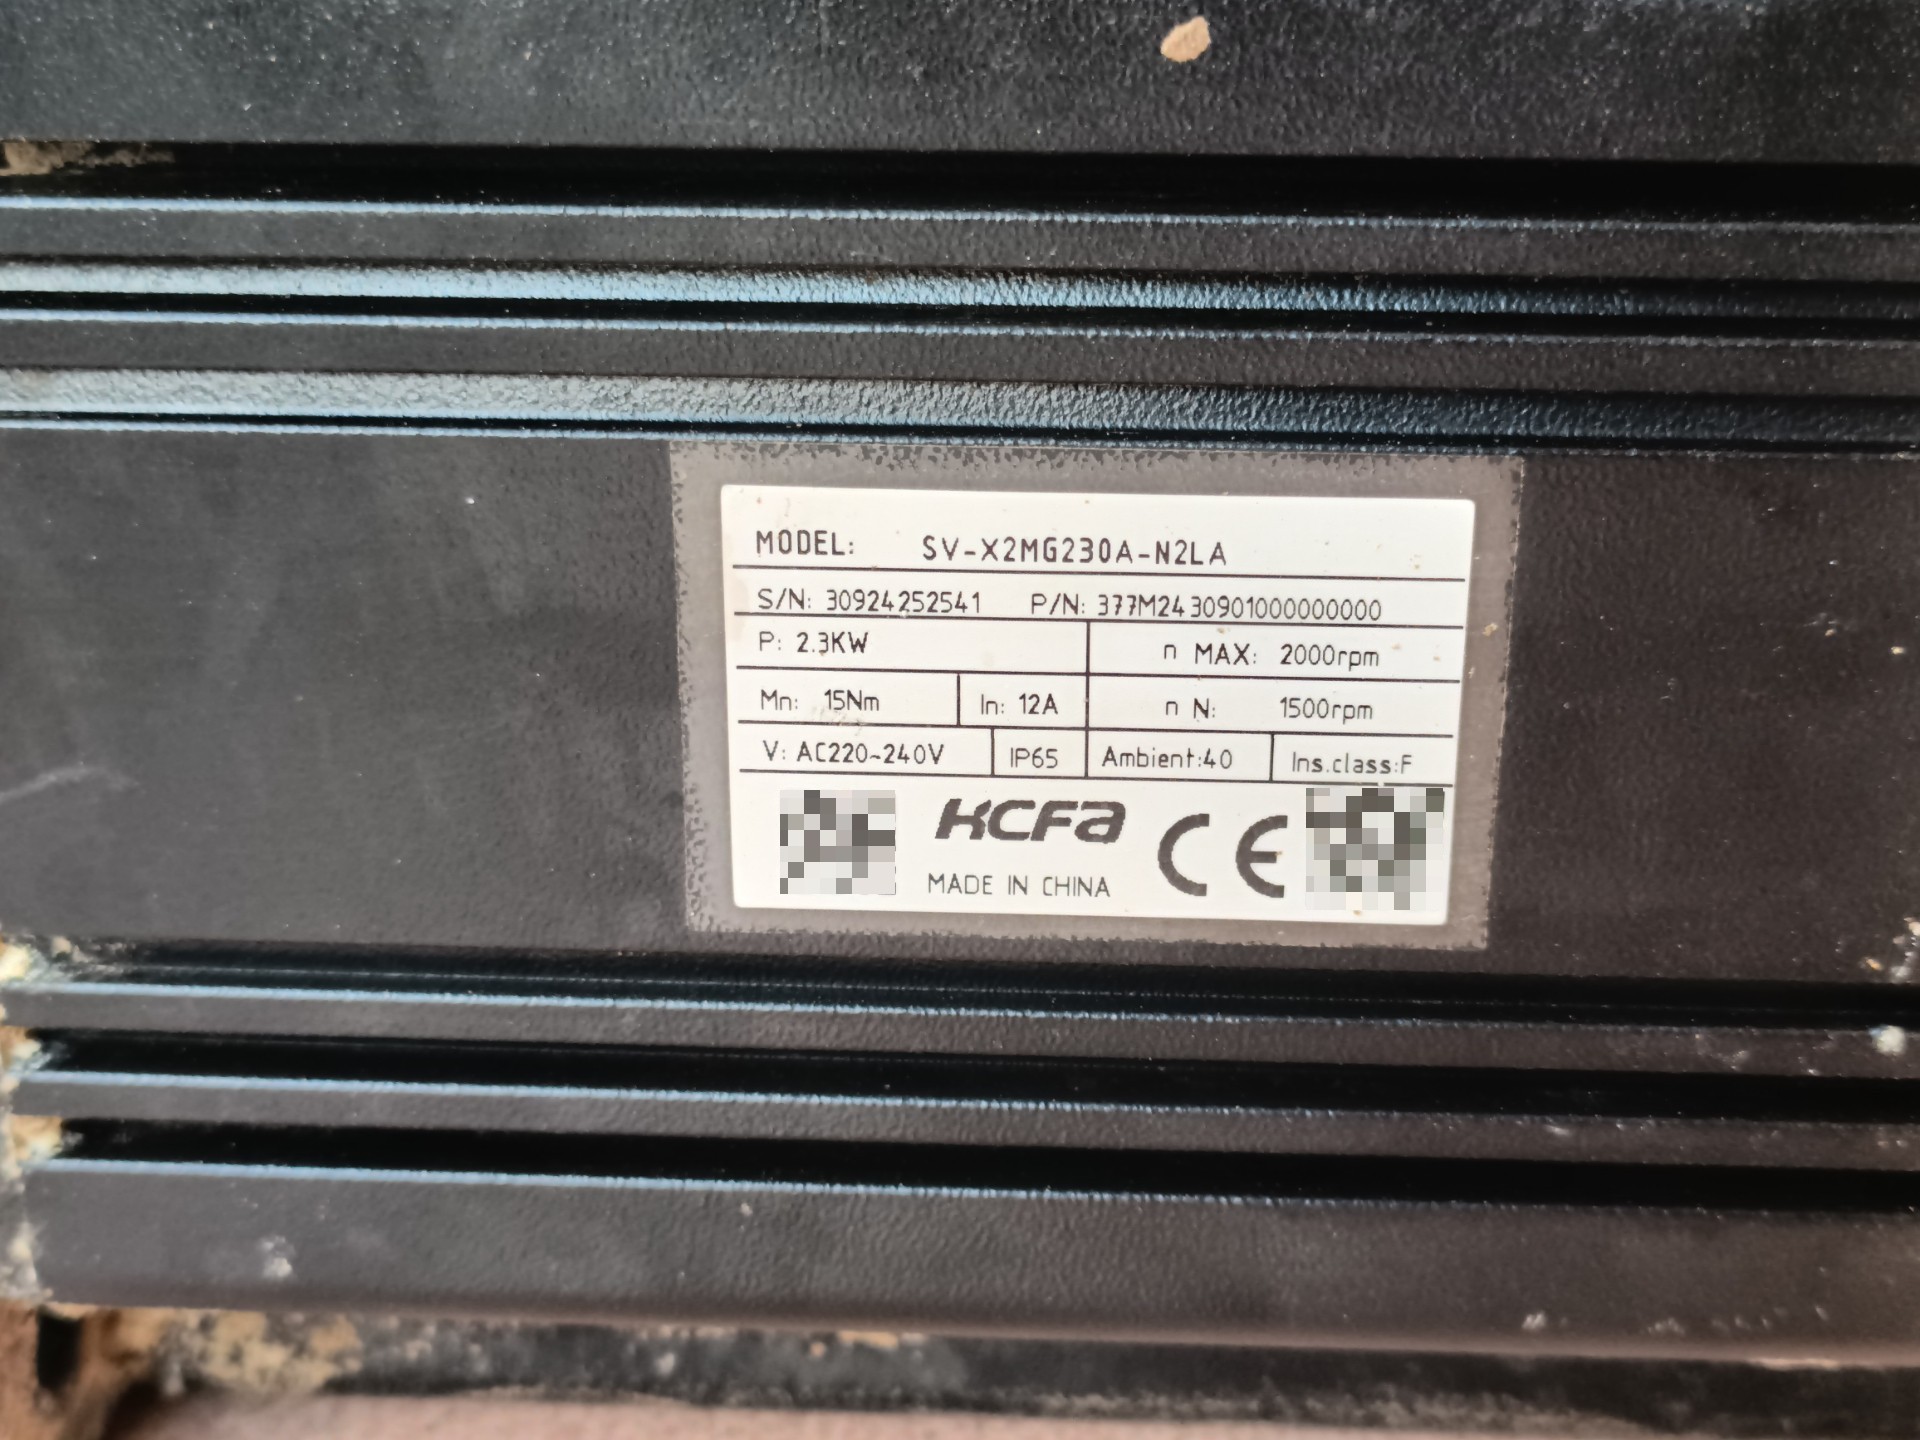 MODEL: SV-X2MG230A-N2LA
S/N: 30924252541 P/N: 377M2430901000000000
P: 2.3KW n MAX: 2000rpm
Mn: 15Nm In: 12A n N: 1500rpm
V: AC220~240V IP65 Ambient:40 Ins.class:F
HCFA CE
MADE IN CHINA